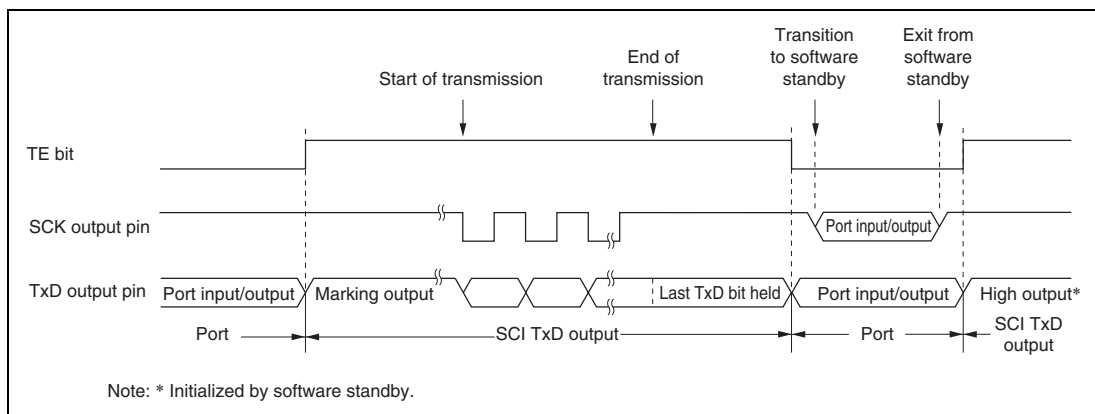 Transition
to software
standby
Exit from
software
standby
Start of transmission
End of
transmission
TE bit
SCK output pin
Port input/output
TxD output pin
Port input/output
Marking output
Last TxD bit held
Port input/output
High output*
Port
SCI TxD output
Port
SCI TxD
output
Note: * Initialized by software standby.